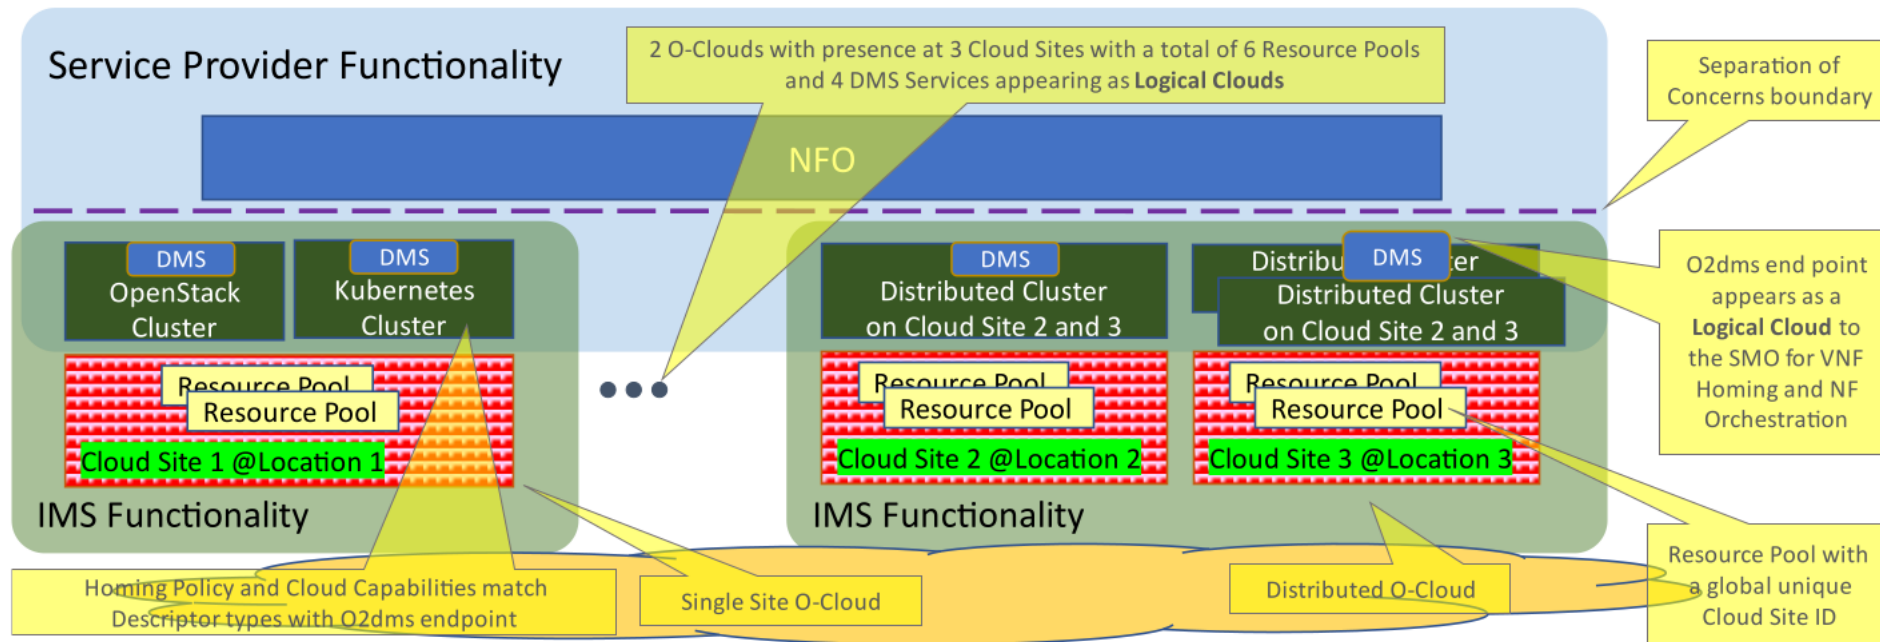 Service Provider Functionality
2 O-Clouds with presence at 3 Cloud Sites with a total of 6 Resource Pools
and 4 DMS Services appearing as Logical Clouds
Separation of
Concerns boundary
NFO
DMS
OpenStack
Cluster
DMS
Kubernetes
Cluster
DMS
Distributed Cluster
on Cloud Site 2 and 3
DMS
Distribu
ter
Distributed Cluster
on Cloud Site 2 and 3
O2dms end point
appears as a
Logical Cloud to
the SMO for VNF
Homing and NF
Orchestration
Resource Pool
Resource Pool
Cloud Site 1 @Location 1
IMS Functionality
Resource Pool
Resource Pool
Cloud Site 2 @Location 2
Resource Pool
Resource Pool
Cloud Site 3 @Location 3
IMS Functionality
Homing Policy and Cloud Capabilities match
Descriptor types with O2dms endpoint
Single Site O-Cloud
Distributed O-Cloud
Resource Pool with
a global unique
Cloud Site ID